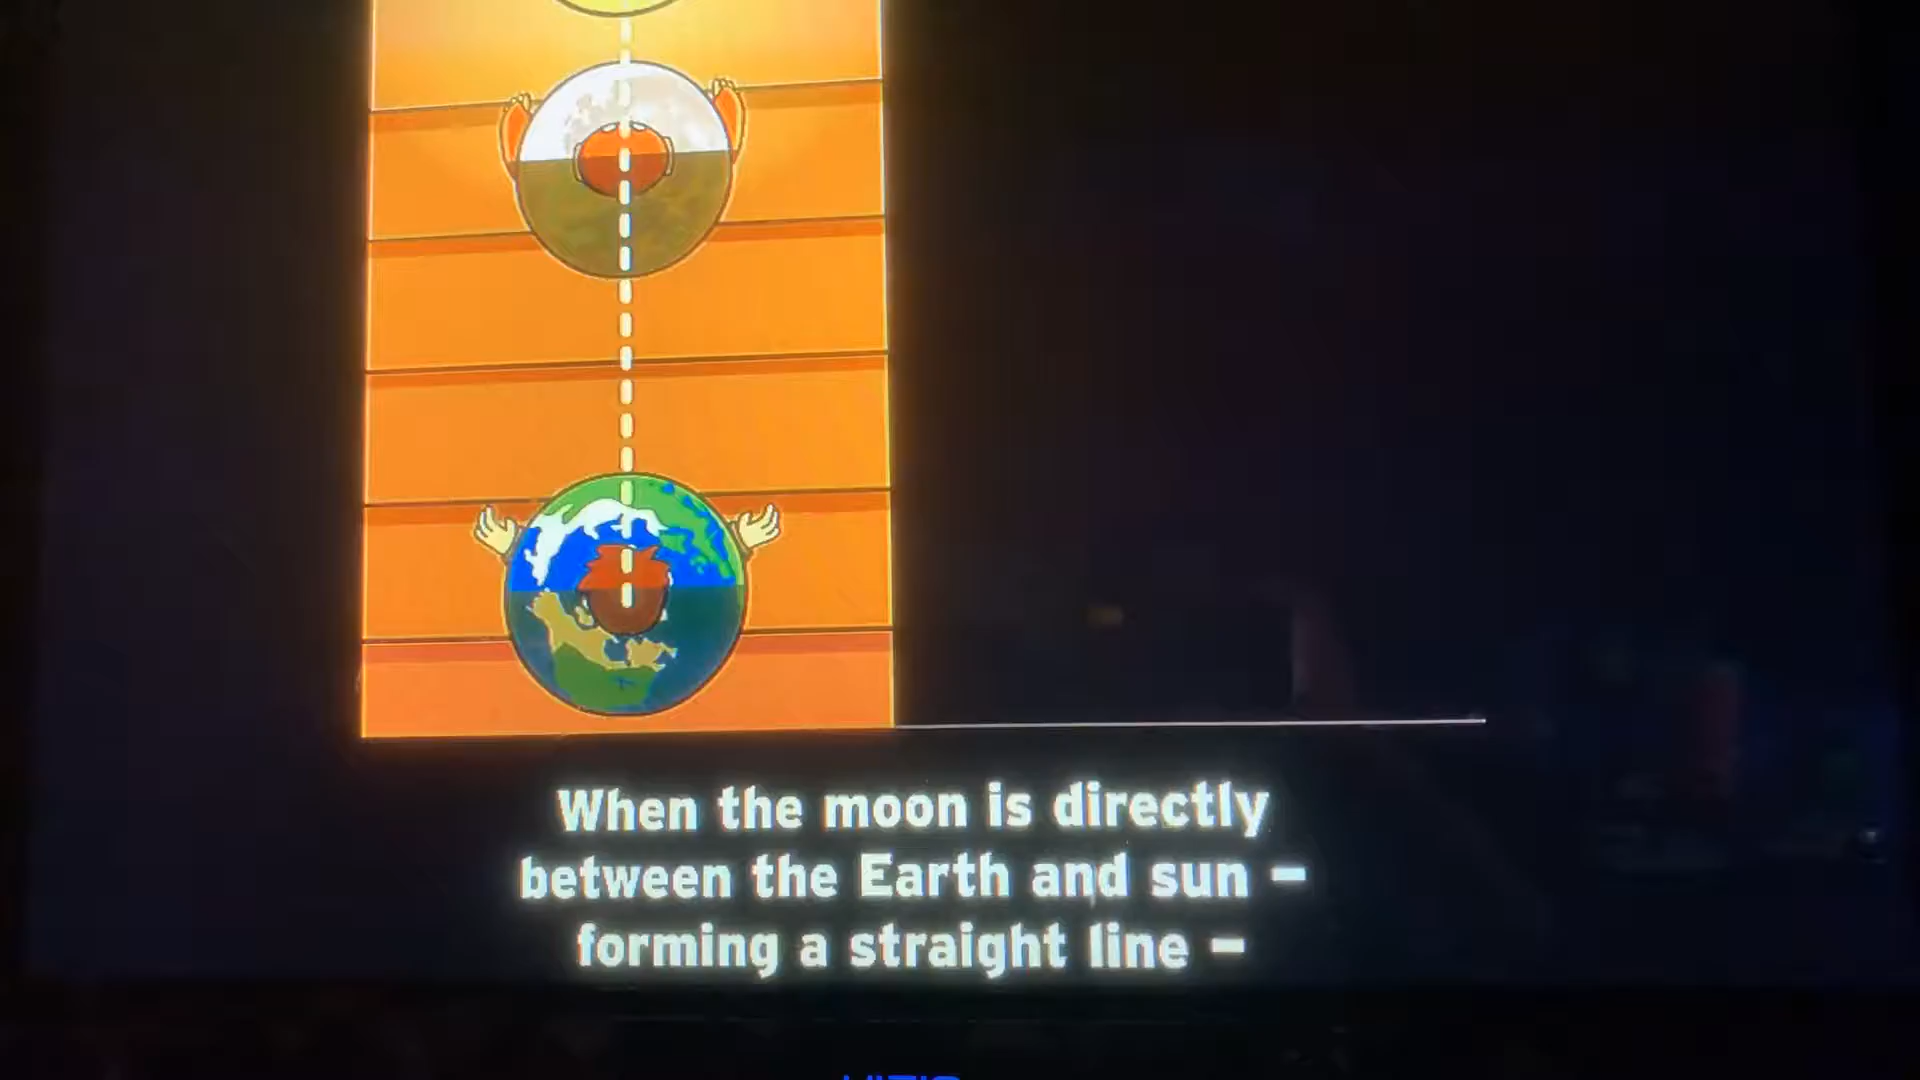 When the moon is directly
between the Earth and sun –
forming a straight line –